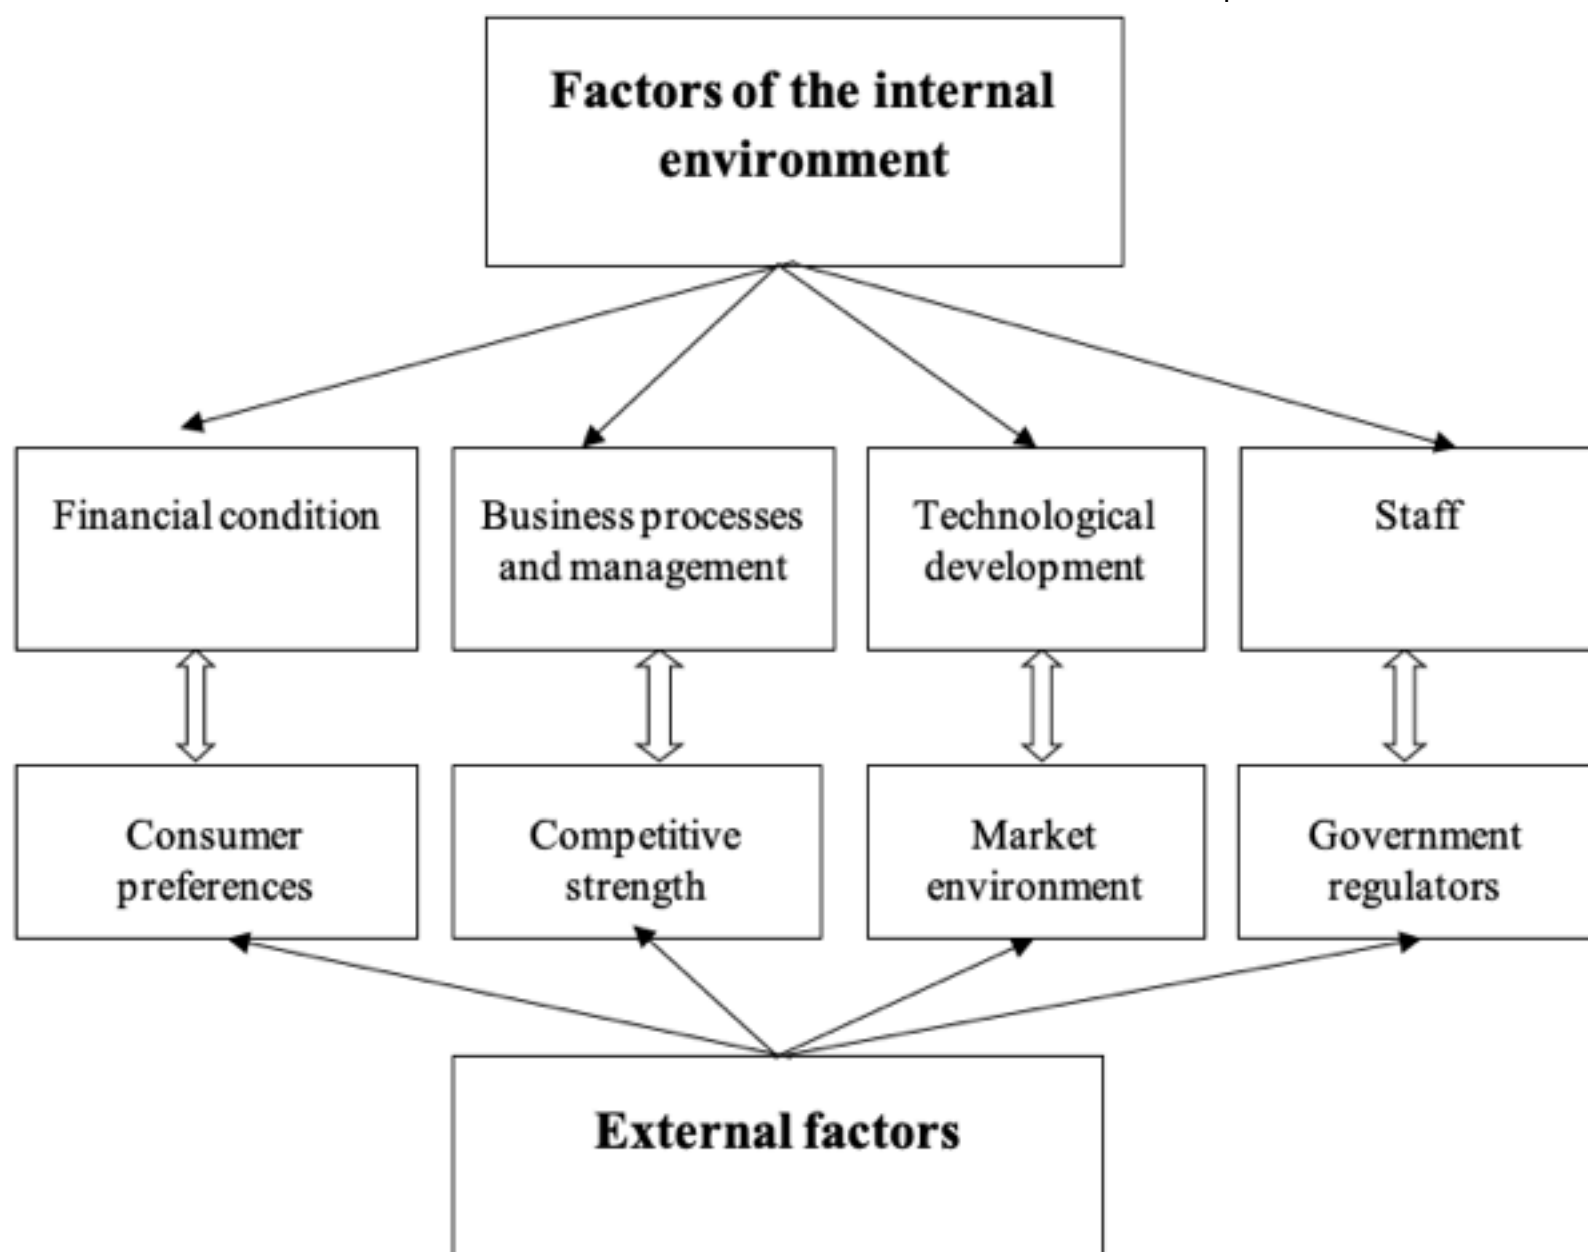 Factors of the internal
environment
Financial condition
Business processes
and management
Technological
development
Staff
Consumer
preferences
Competitive
strength
Market
environment
Government
regulators
External factors